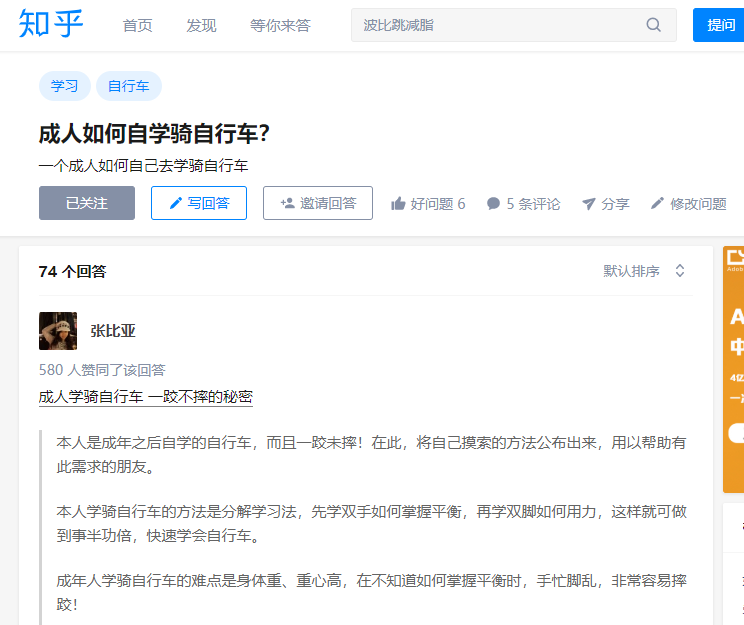 知乎 首页 发现 等你来答 波比跳减脂 提问
学习 自行车
成人如何自学骑自行车？
一个成人如何自己去学骑自行车
已关注 写回答 邀请回答 好问题 6 5 条评论 分享 修改问题
74 个回答 默认排序
张比亚
580 人赞同了该回答
成人学骑自行车 一跤不摔的秘密
本人是成年之后自学的自行车，而且一跤未摔！在此，将自己摸索的方法公布出来，用以帮助有
此需求的朋友。
本人学骑自行车的方法是分解学习法，先学双手如何掌握平衡，再学双脚如何用力，这样就可做
到事半功倍，快速学会自行车。
成年人学骑自行车的难点是身体重、重心高，在不知道如何掌握平衡时，手忙脚乱，非常容易摔
跤！